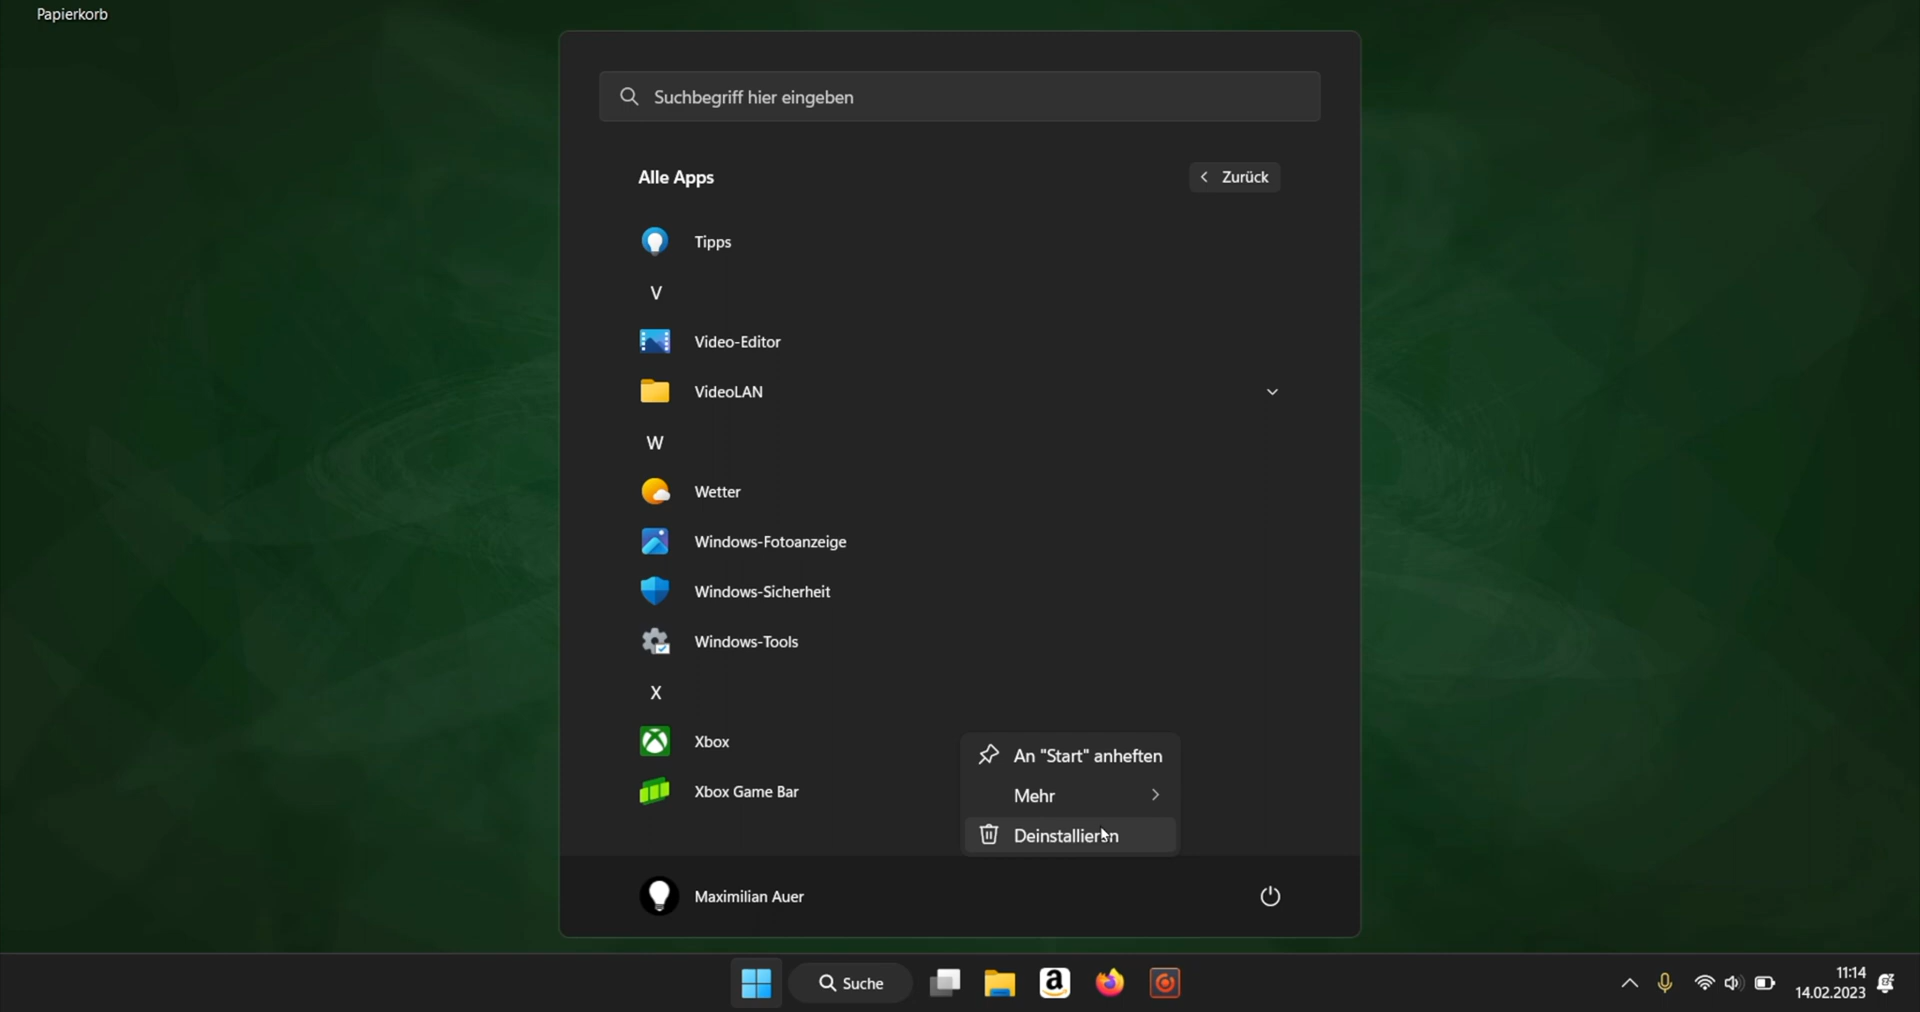 Papierkorb
Suchbegriff hier eingeben
Alle Apps
Zurück
Tipps
V
Video-Editor
VideoLAN
W
Wetter
Windows-Fotoanzeige
Windows-Sicherheit
Windows-Tools
X
Xbox
Xbox Game Bar
An "Start" anheften
Mehr
Deinstallieren
Maximilian Auer
Suche
a
11:14
14.02.2023